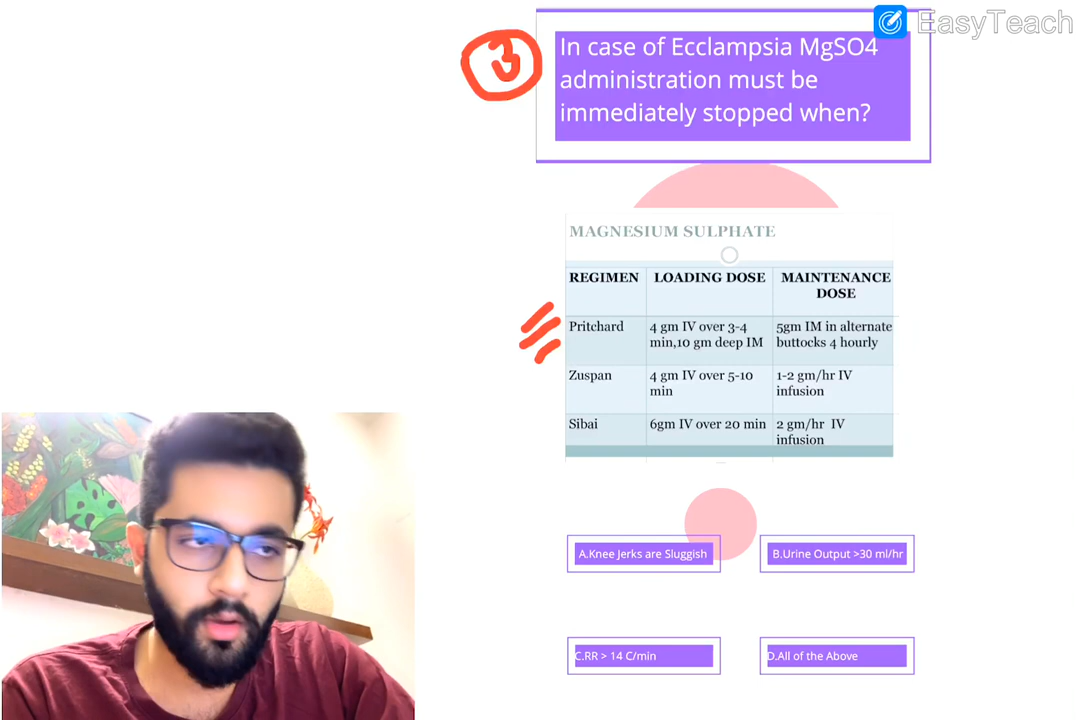 EasyTeach
3
In case of Ecclampsia MgSO4
administration must be
immediately stopped when?
MAGNESIUM SULPHATE
REGIMEN LOADING DOSE MAINTENANCE
DOSE
Pritchard 4 gm IV over 3-4 5gm IM in alternate
min,10 gm deep IM buttocks 4 hourly
Zuspan 4 gm IV over 5-10 1-2 gm/hr IV
min infusion
Sibai 6gm IV over 20 min 2 gm/hr IV
infusion
A.Knee Jerks are Sluggish B.Urine Output >30 ml/hr
C.RR > 14 C/min D.All of the Above